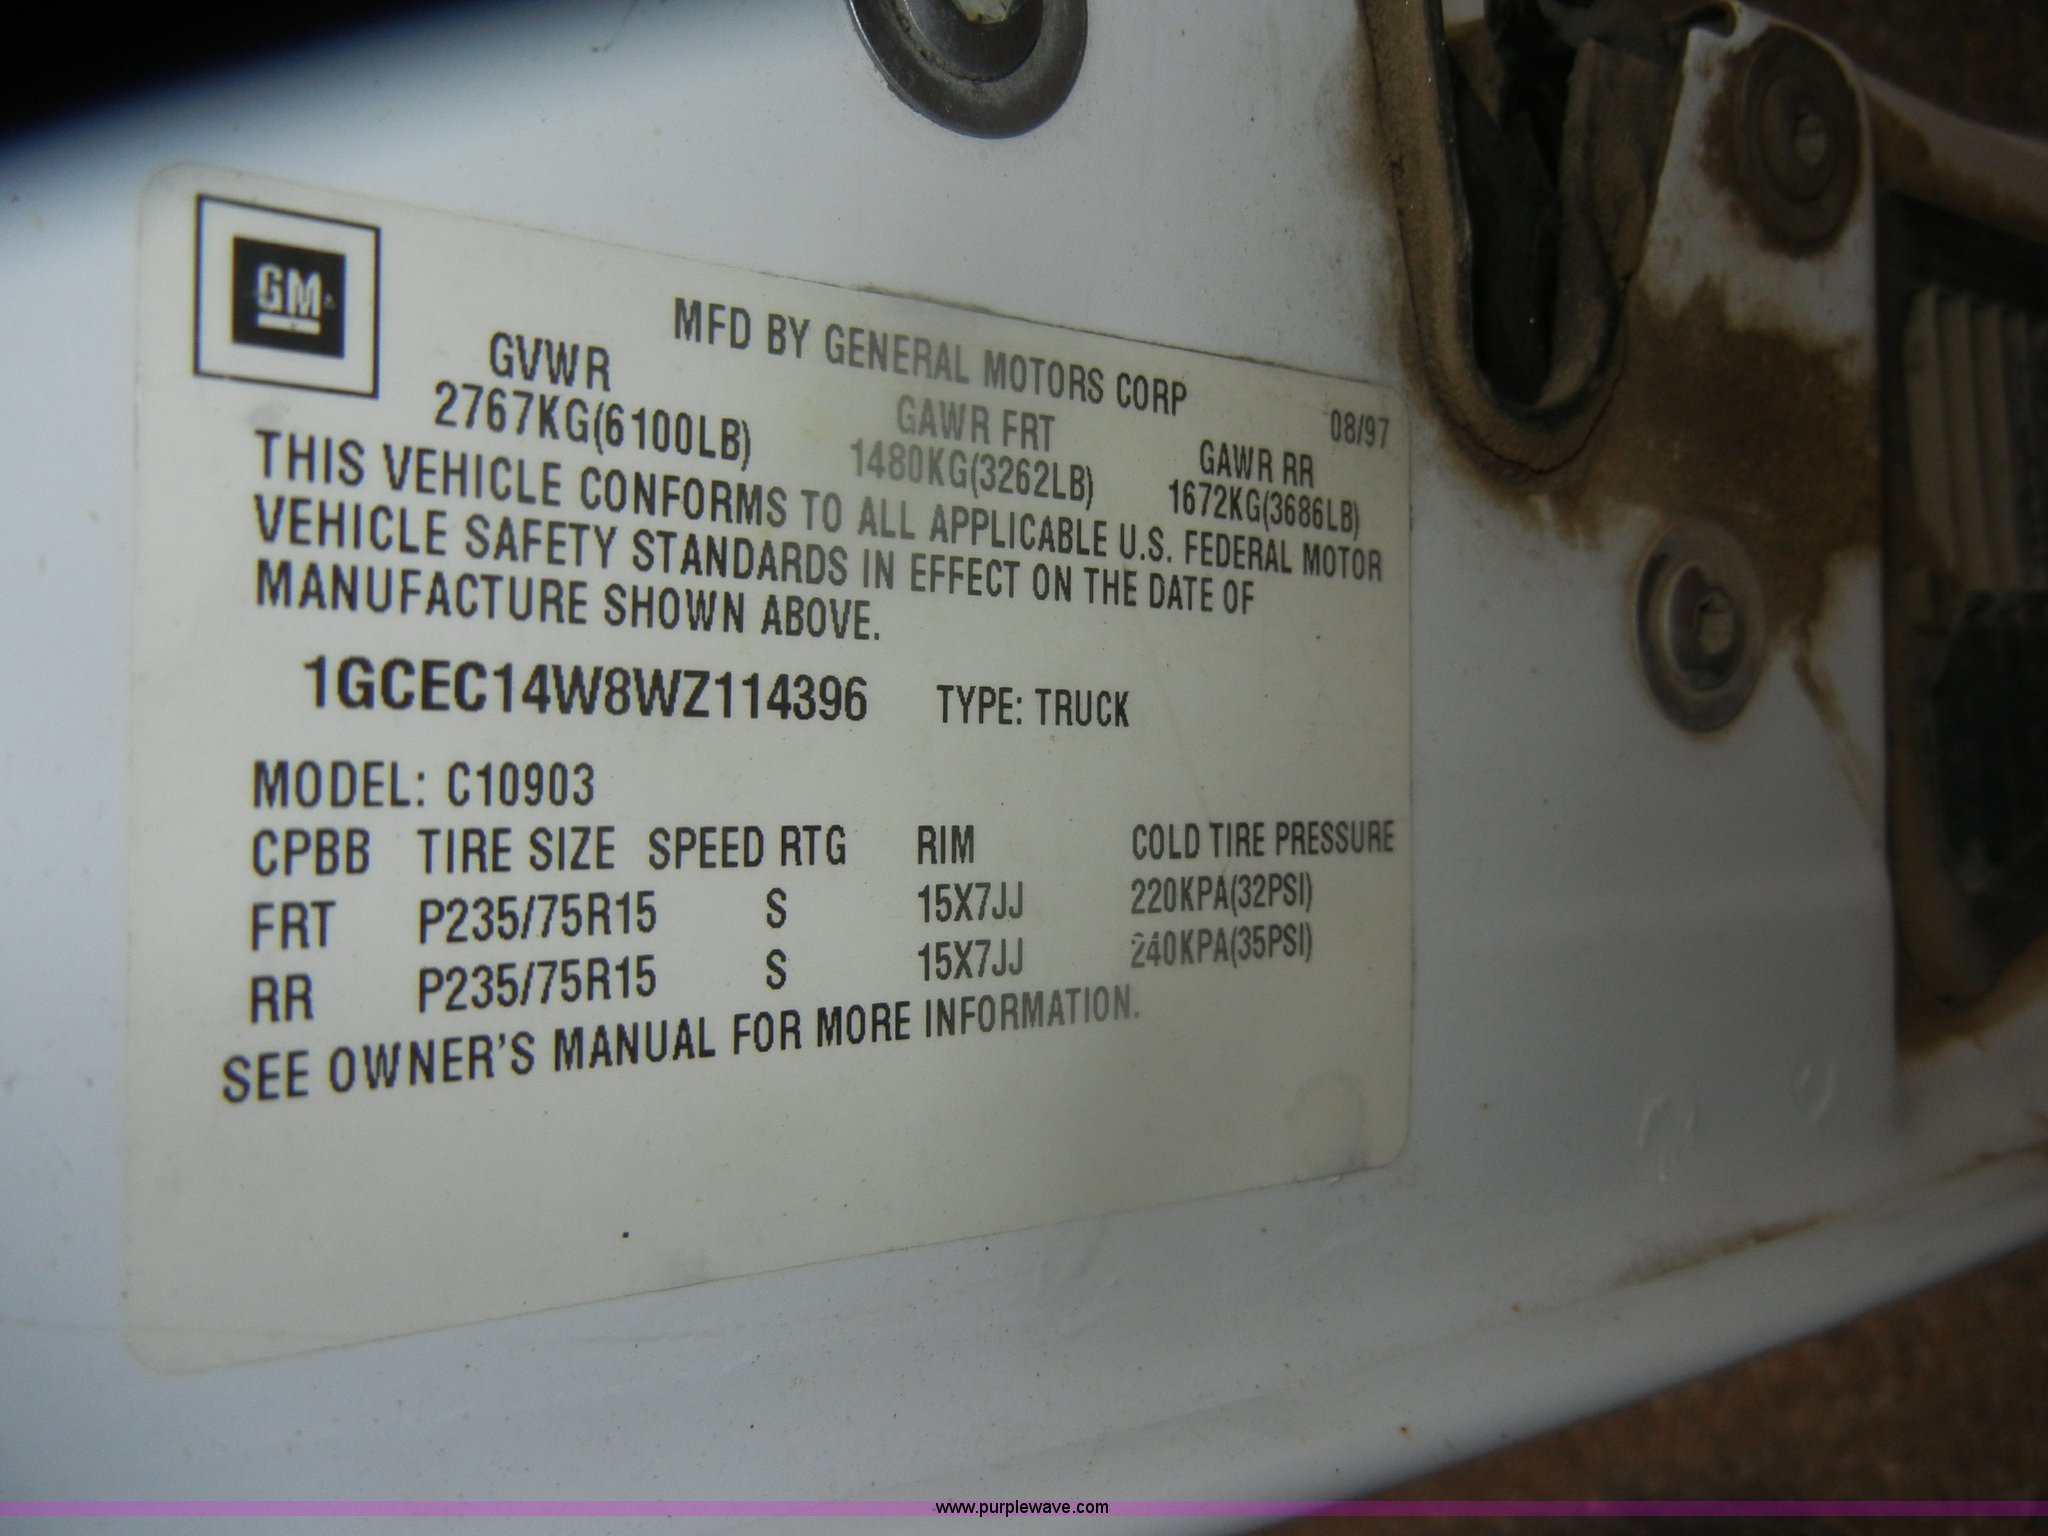 GM
MFD BY GENERAL MOTORS CORP 08/97
GVWR GAWR FRT GAWR RR
2767KG(6100LB) 1480KG(3262LB) 1672KG(3686LB)
THIS VEHICLE CONFORMS TO ALL APPLICABLE U.S. FEDERAL MOTOR
VEHICLE SAFETY STANDARDS IN EFFECT ON THE DATE OF
MANUFACTURE SHOWN ABOVE.
1GCEC14W8WZ114396 TYPE: TRUCK
MODEL: C10903
CPBB TIRE SIZE SPEED RTG RIM COLD TIRE PRESSURE
FRT P235/75R15 S 15X7JJ 220KPA(32PSI)
RR P235/75R15 S 15X7JJ 240KPA(35PSI)
SEE OWNER'S MANUAL FOR MORE INFORMATION.
www.purplewave.com